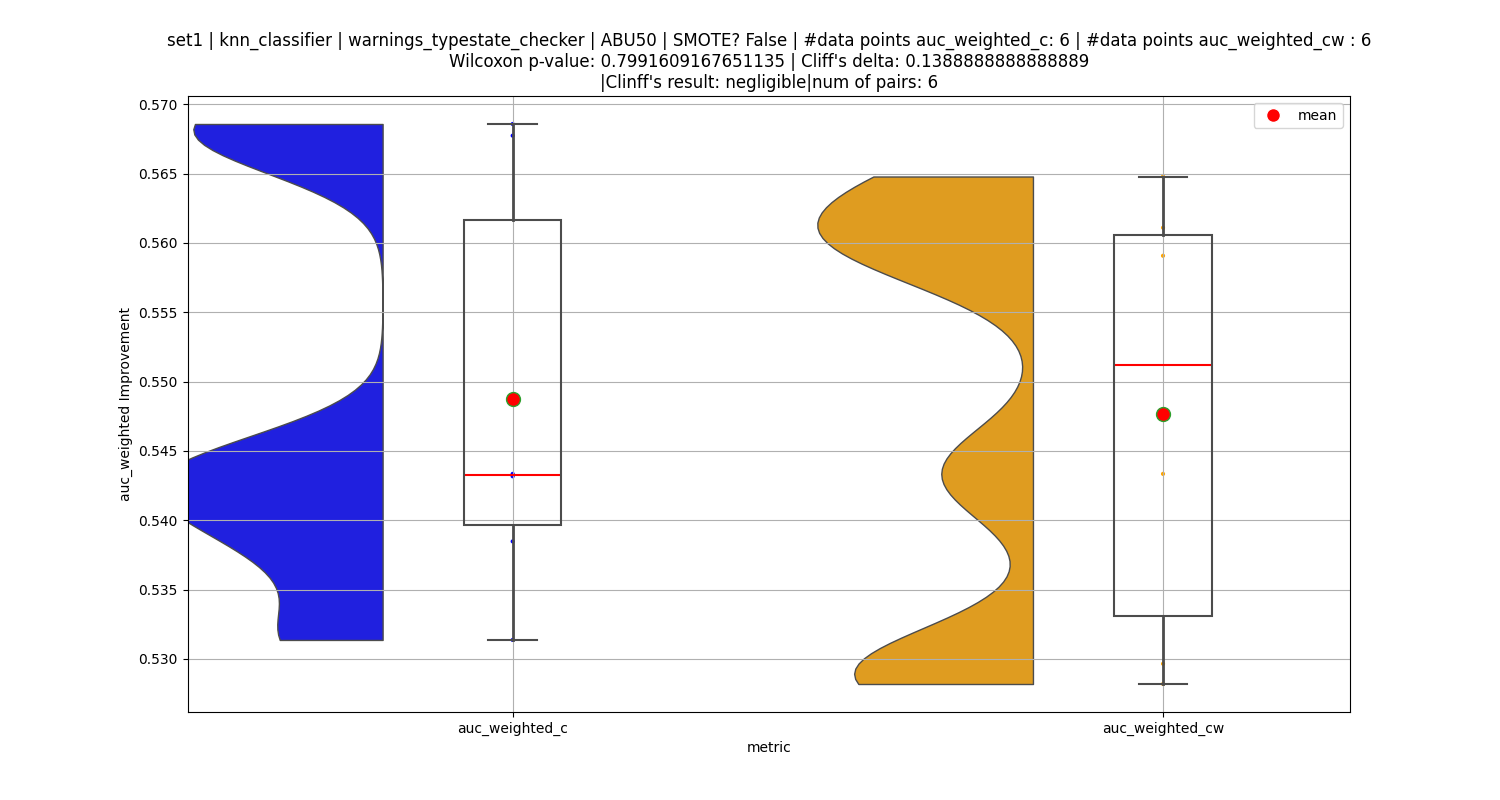 set1 | knn_classifier | warnings_typestate_checker | ABU50 | SMOTE? False | #data points auc_weighted_c: 6 | #data points auc_weighted_cw : 6
Wilcoxon p-value: 0.7991609167651135 | Cliff's delta: 0.1388888888888889
|Clinff's result: negligible|num of pairs: 6
mean
0.570
0.565
0.560
0.555
0.550
0.545
0.540
0.535
0.530
auc_weighted Improvement
auc_weighted_c
auc_weighted_cw
metric